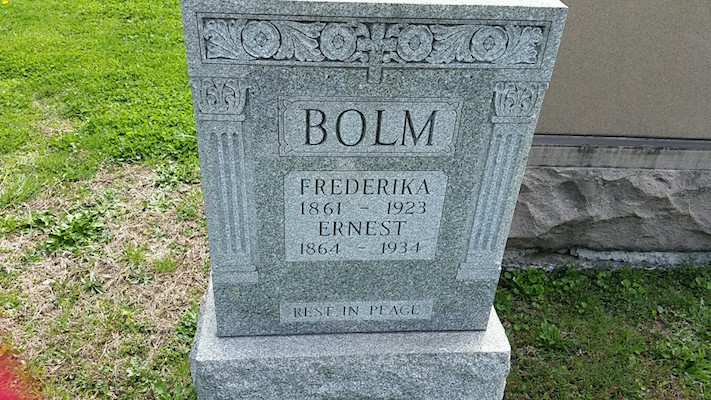 BOLM
FREDERIKA
1861 - 1923
ERNEST
1864 - 1934
REST IN PEACE